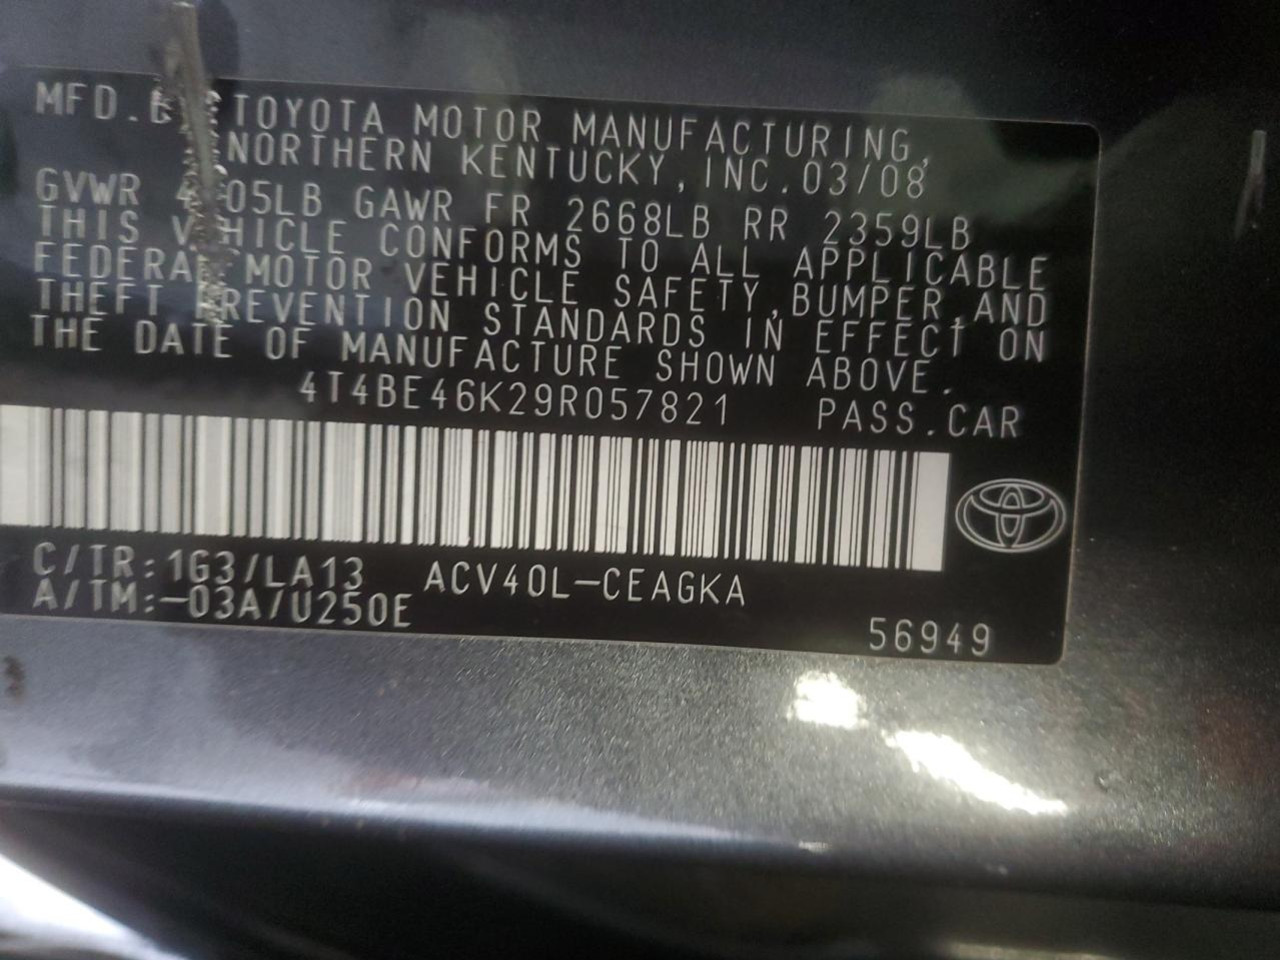 MFD. TOYOTA MOTOR MANUFACTURING,
NORTHERN KENTUCKY, INC. 03/08
GVWR GAWR FR 2668LB RR 2359LB
THIS VEHICLE CONFORMS TO ALL APPLICABLE
FEDERAL MOTOR VEHICLE SAFETY, BUMPER, AND
THEFT PREVENTION STANDARDS IN EFFECT ON
THE DATE OF MANUFACTURE SHOWN ABOVE.
4T4BE46K29R057821 PASS. CAR
C/TR: 1G3/LA13 ACV40L-CEAGKA
A/TM:-03A/U250E
56949